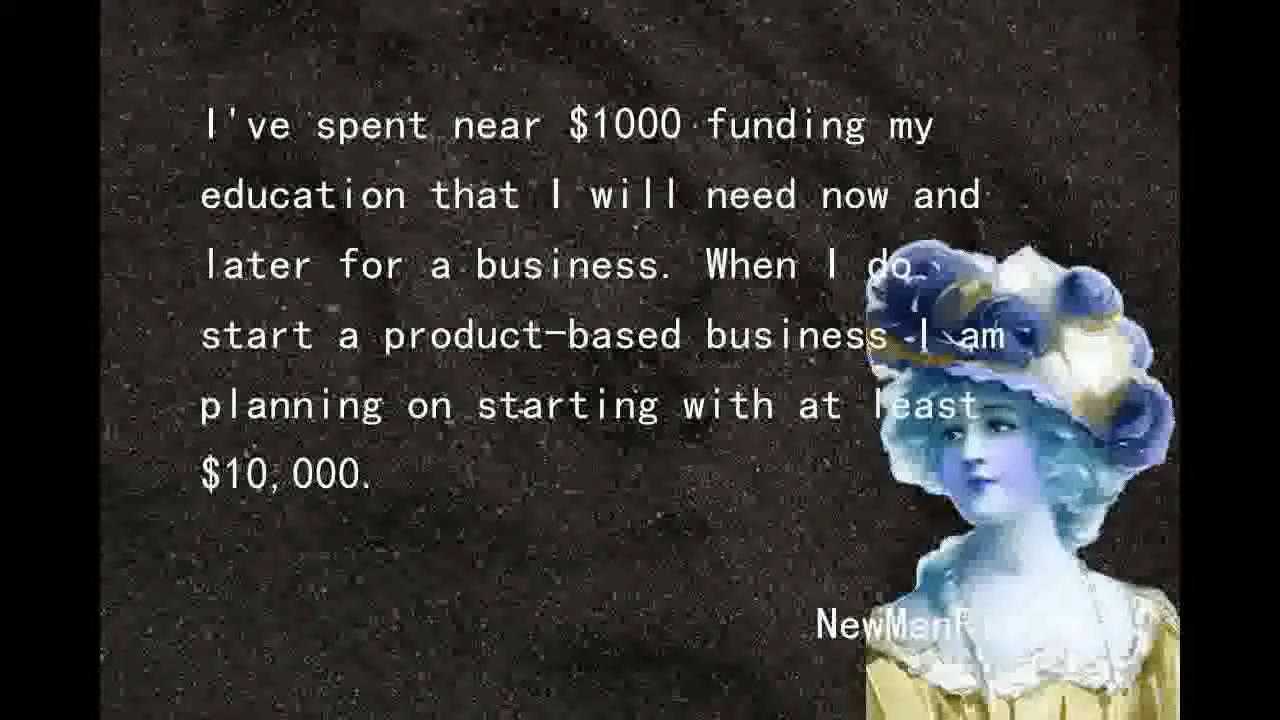 I've spent near $1000 funding my
education that I will need now and
later for a business. When I do
start a product-based business I am
planning on starting with at least
$10,000.